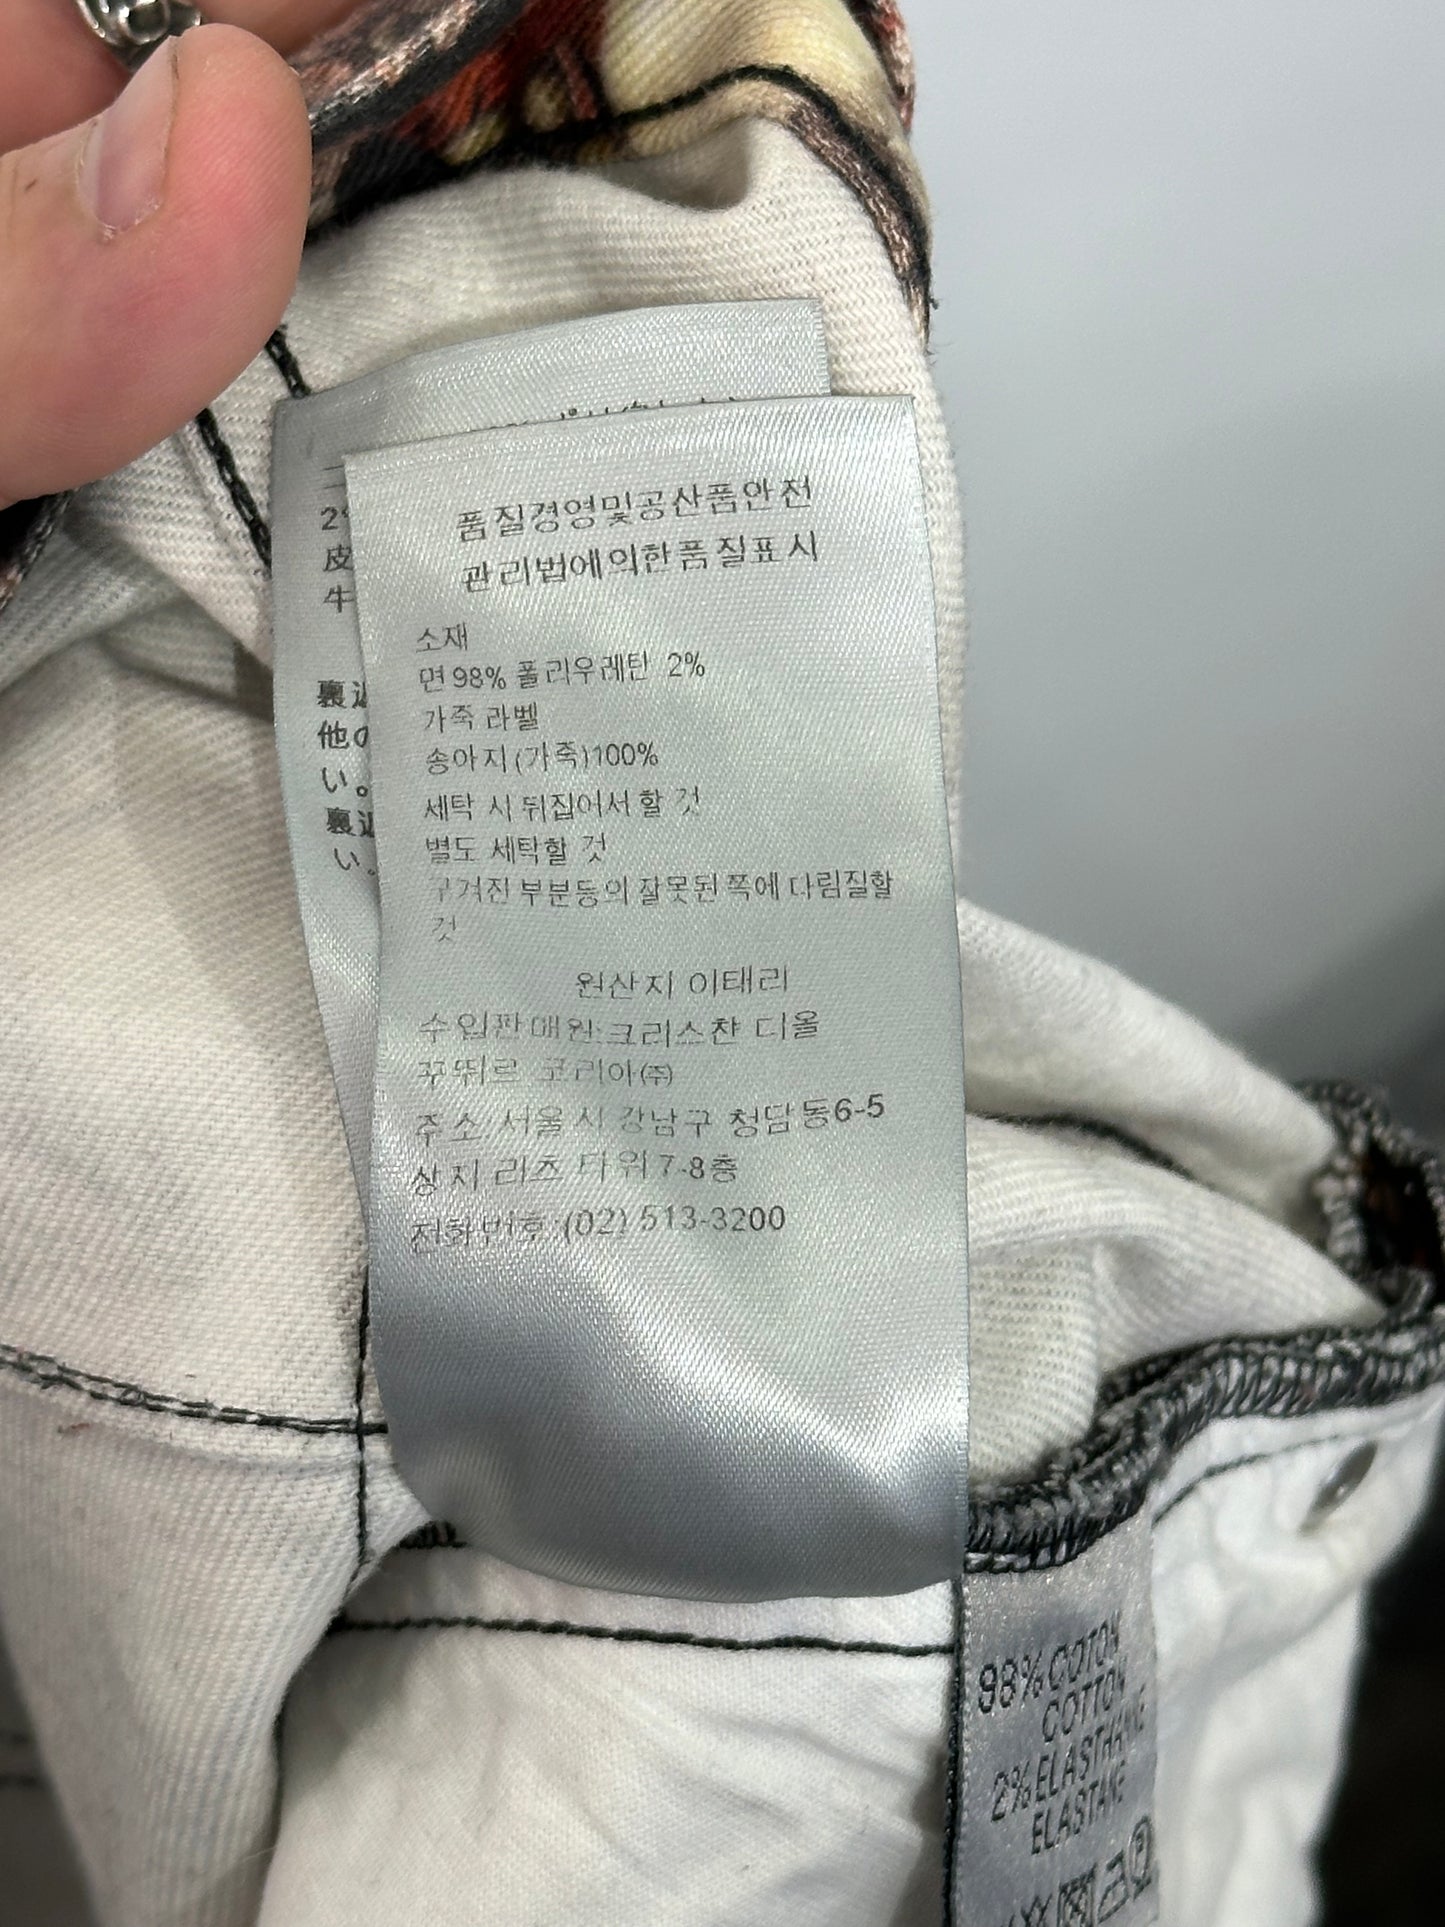 품질경영및공산품안전
관리법에의한품질표시
소재
면98% 폴리우레탄 2%
가죽 라벨
송아지(가죽)100%
세탁 시 뒤집어서 할 것
별도 세탁할 것
구겨진 부분등의 잘못된 쪽에 다림질할
것
원산지 이태리
수입판매원:크리스챤 디올
꾸뛰르 코리아(주)
주소:서울시 강남구 청담동6-5
상지 리츠 타워7-8층
전화번호:(02) 513-3200
皮
牛
裏返
他の
い。
裏返
い。
98% COTON
COTTON
2% ELASTHANNE
ELASTANE